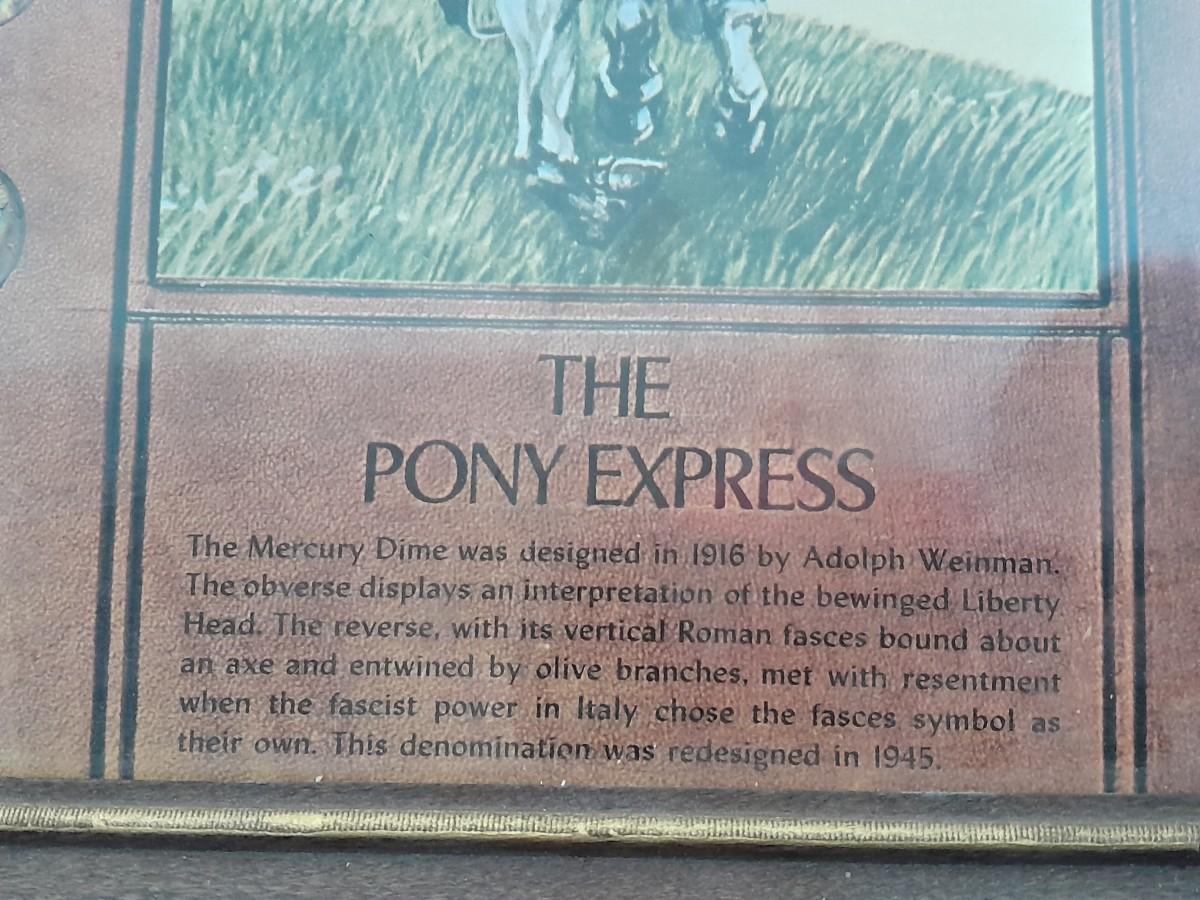 THE
PONY EXPRESS
The Mercury Dime was designed in 1916 by Adolph Weinman.
The obverse displays an interpretation of the bewinged Liberty
Head. The reverse, with its vertical Roman fasces bound about
an axe and entwined by olive branches, met with resentment
when the fascist power in Italy chose the fasces symbol as
their own. This denomination was redesigned in 1945.